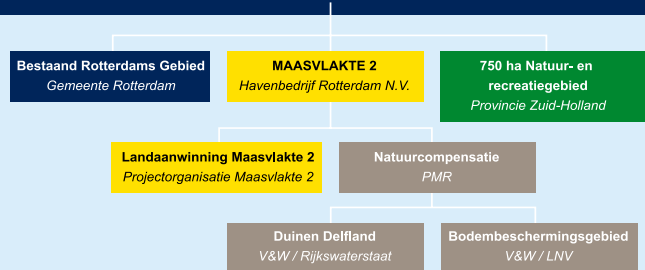 Bestaand Rotterdams Gebied
Gemeente Rotterdam
MAASVLAKTE 2
Havenbedrijf Rotterdam N.V.
750 ha Natuur- en
recreatiegebied
Provincie Zuid-Holland
Landaanwinning Maasvlakte 2
Projectorganisatie Maasvlakte 2
Natuurcompensatie
PMR
Duinen Delfland
V&W / Rijkswaterstaat
Bodembeschermingsgebied
V&W / LNV